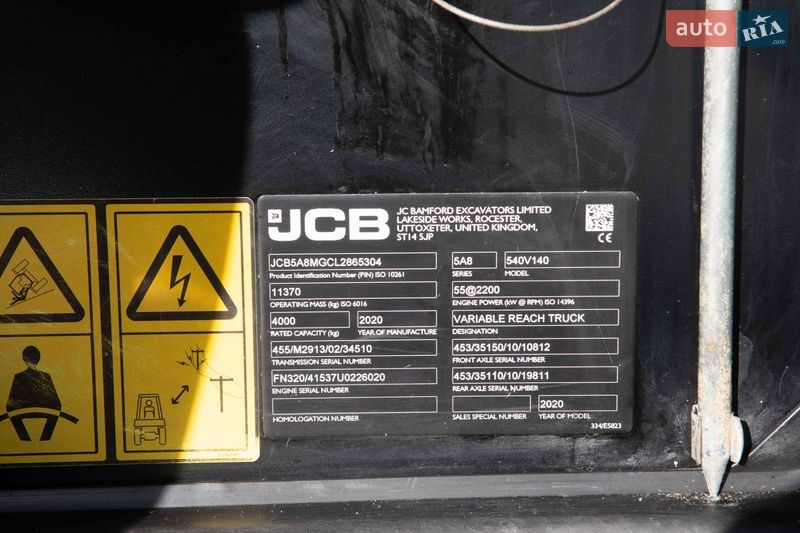 auto RIA .com
JCB
JC BAMFORD EXCAVATORS LIMITED
LAKESIDE WORKS, ROCESTER,
UTTOXETER, UNITED KINGDOM,
ST14 5JP
CE
JCB5A8MGCL2865304
Product Identification Number (PIN) ISO 10261
5A8 540V140
SERIES MODEL
11370
OPERATING MASS (kg) ISO 6016
55@2200
ENGINE POWER (kW @ RPM) ISO 14396
4000 2020
RATED CAPACITY (kg) YEAR OF MANUFACTURE
VARIABLE REACH TRUCK
DESIGNATION
455/M2913/02/34510
TRANSMISSION SERIAL NUMBER
453/35150/10/10812
FRONT AXLE SERIAL NUMBER
FN320/41537U0226020
ENGINE SERIAL NUMBER
453/35110/10/19811
REAR AXLE SERIAL NUMBER
HOMOLOGATION NUMBER
2020
SALES SPECIAL NUMBER YEAR OF MODEL
334/E5823